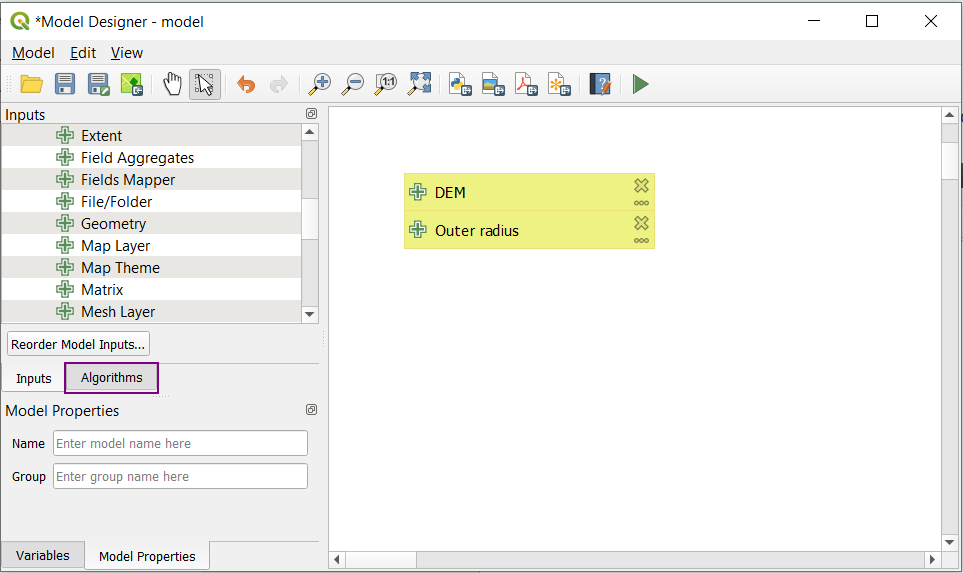 *Model Designer - model
Model Edit View
1:1
Inputs
Extent
Field Aggregates
Fields Mapper
File/Folder
Geometry
Map Layer
Map Theme
Matrix
Mesh Layer
Reorder Model Inputs...
Inputs Algorithms
Model Properties
Name Enter model name here
Group Enter group name here
Variables Model Properties
DEM
Outer radius